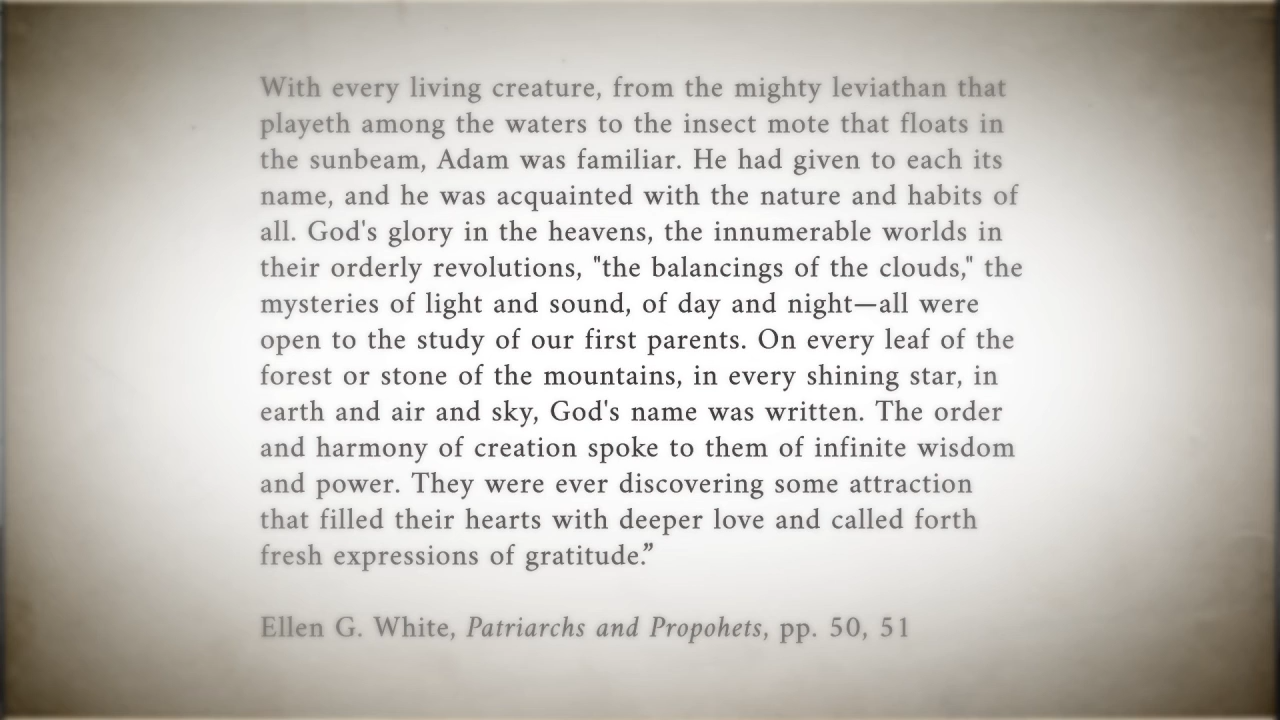 With every living creature, from the mighty leviathan that
playeth among the waters to the insect mote that floats in
the sunbeam, Adam was familiar. He had given to each its
name, and he was acquainted with the nature and habits of
all. God's glory in the heavens, the innumerable worlds in
their orderly revolutions, "the balancings of the clouds," the
mysteries of light and sound, of day and night—all were
open to the study of our first parents. On every leaf of the
forest or stone of the mountains, in every shining star, in
earth and air and sky, God's name was written. The order
and harmony of creation spoke to them of infinite wisdom
and power. They were ever discovering some attraction
that filled their hearts with deeper love and called forth
fresh expressions of gratitude.”
Ellen G. White, Patriarchs and Propohets, pp. 50, 51